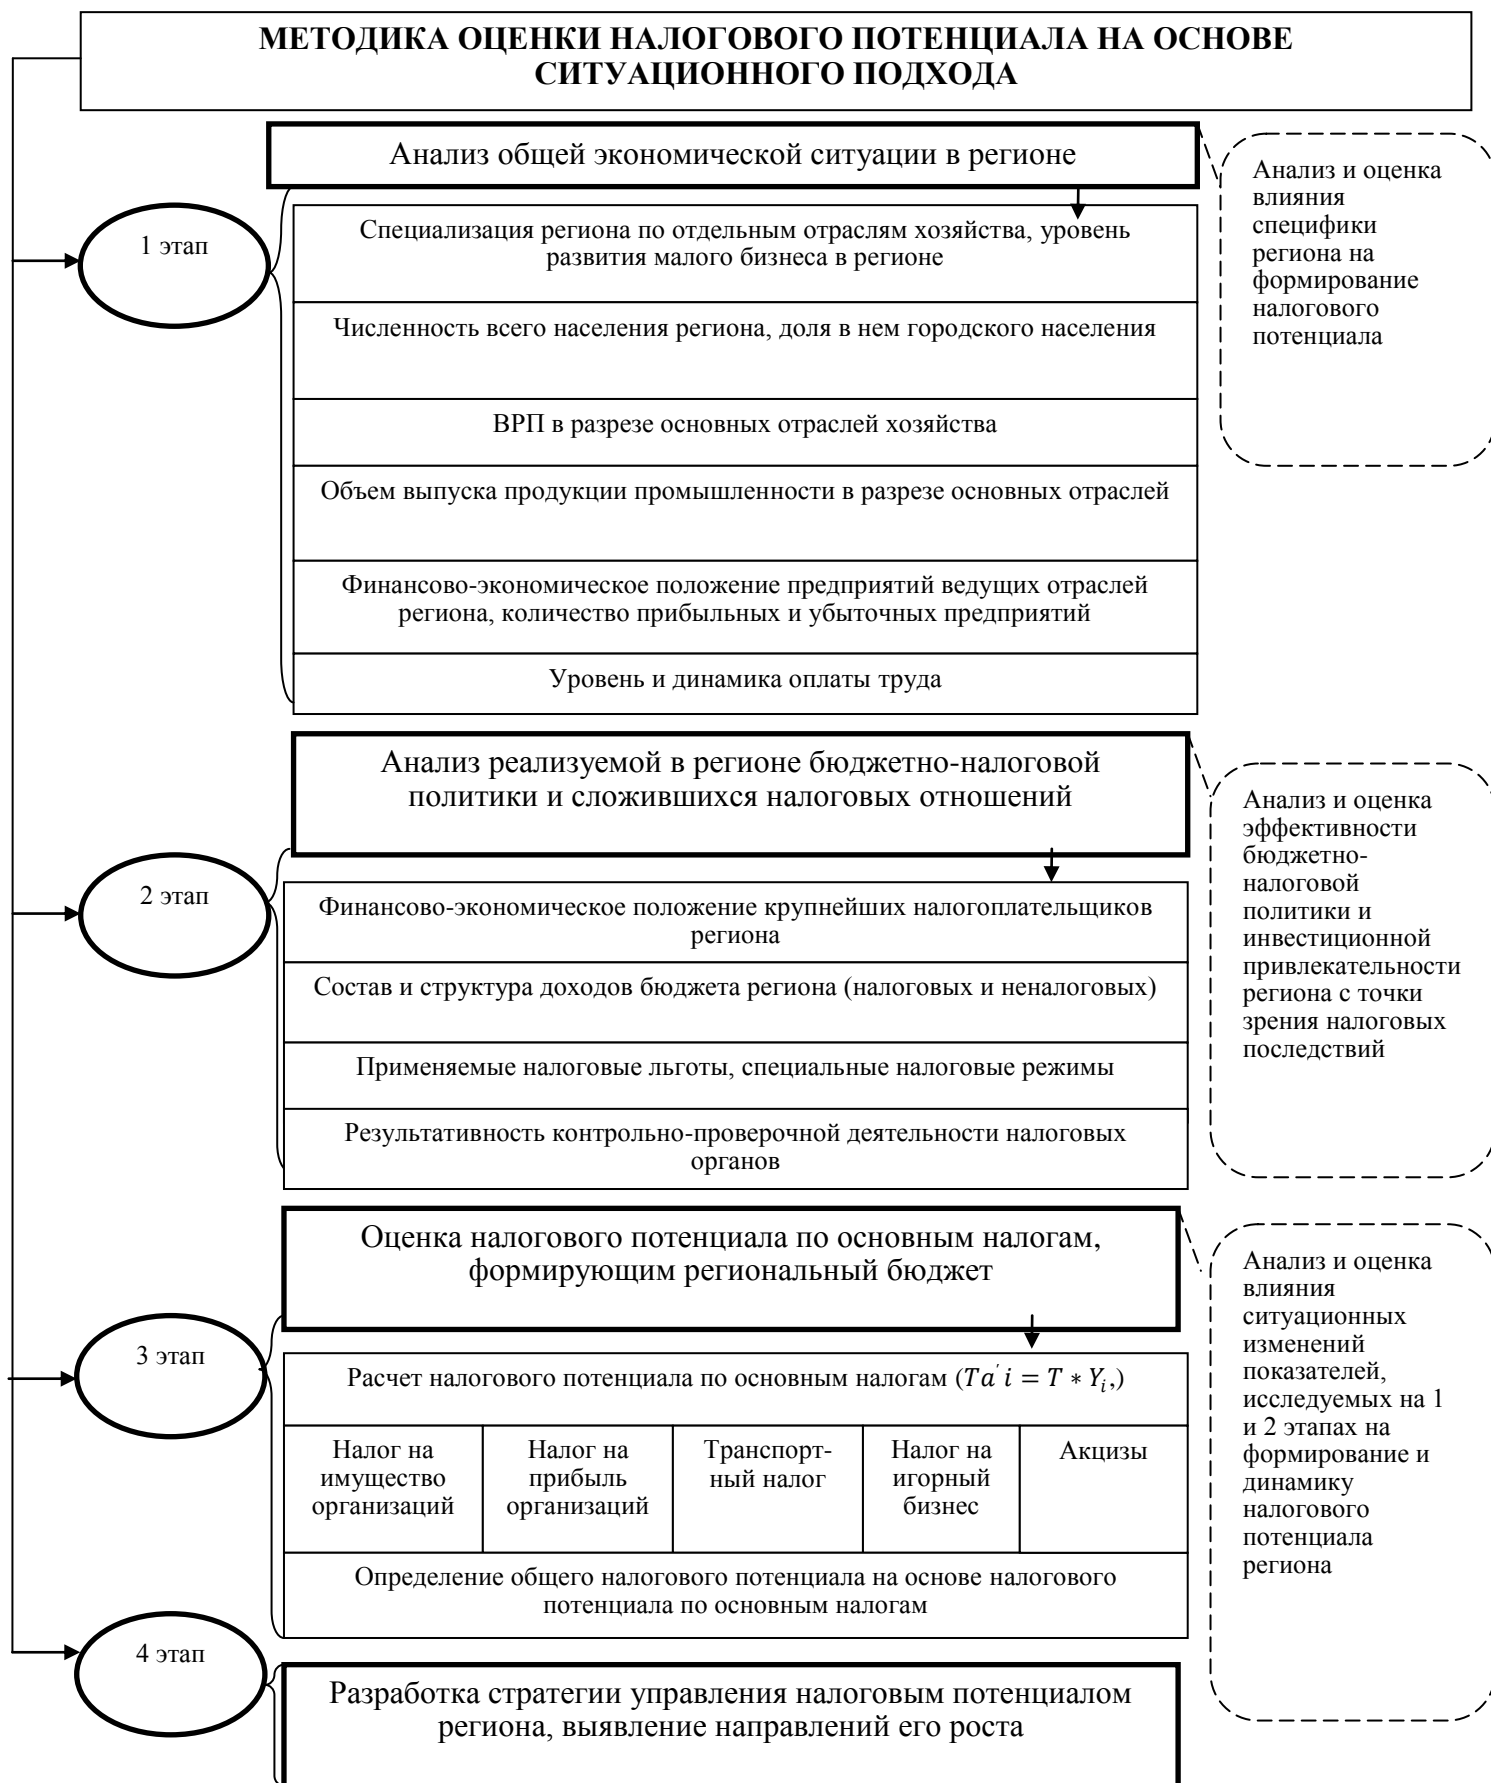 МЕТОДИКА ОЦЕНКИ НАЛОГОВОГО ПОТЕНЦИАЛА НА ОСНОВЕ
СИТУАЦИОННОГО ПОДХОДА
Анализ общей экономической ситуации в регионе
1 этап
Специализация региона по отдельным отраслям хозяйства, уровень
развития малого бизнеса в регионе
Численность всего населения региона, доля в нем городского населения
ВРП в разрезе основных отраслей хозяйства
Объем выпуска продукции промышленности в разрезе основных отраслей
Финансово-экономическое положение предприятий ведущих отраслей
региона, количество прибыльных и убыточных предприятий
Уровень и динамика оплаты труда
Анализ и оценка
влияния
специфики
региона на
формирование
налогового
потенциала
Анализ реализуемой в регионе бюджетно-налоговой
политики и сложившихся налоговых отношений
2 этап
Финансово-экономическое положение крупнейших налогоплательщиков
региона
Состав и структура доходов бюджета региона (налоговых и неналоговых)
Применяемые налоговые льготы, специальные налоговые режимы
Результативность контрольно-проверочной деятельности налоговых
органов
Анализ и оценка
эффективности
бюджетно-
налоговой
политики и
инвестиционной
привлекательности
региона с точки
зрения налоговых
последствий
Оценка налогового потенциала по основным налогам,
формирующим региональный бюджет
3 этап
Расчет налогового потенциала по основным налогам (Ta′i = T ∗ Yᵢ,)
Налог на
имущество
организаций
Налог на
прибыль
организаций
Транспорт-
ный налог
Налог на
игорный
бизнес
Акцизы
Определение общего налогового потенциала на основе налогового
потенциала по основным налогам
Анализ и оценка
влияния
ситуационных
изменений
показателей,
исследуемых на 1
и 2 этапах на
формирование и
динамику
налогового
потенциала
региона
4 этап
Разработка стратегии управления налоговым потенциалом
региона, выявление направлений его роста